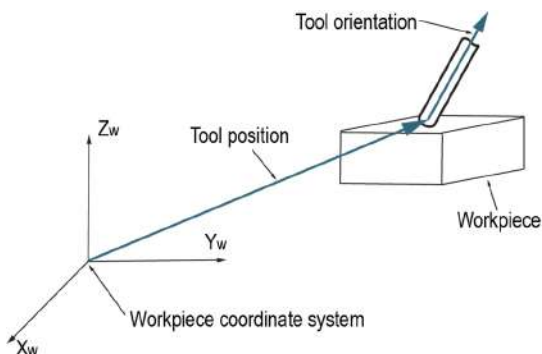 Tool orientation
Zw
Tool position
Yw
Workpiece
Workpiece coordinate system
Xw